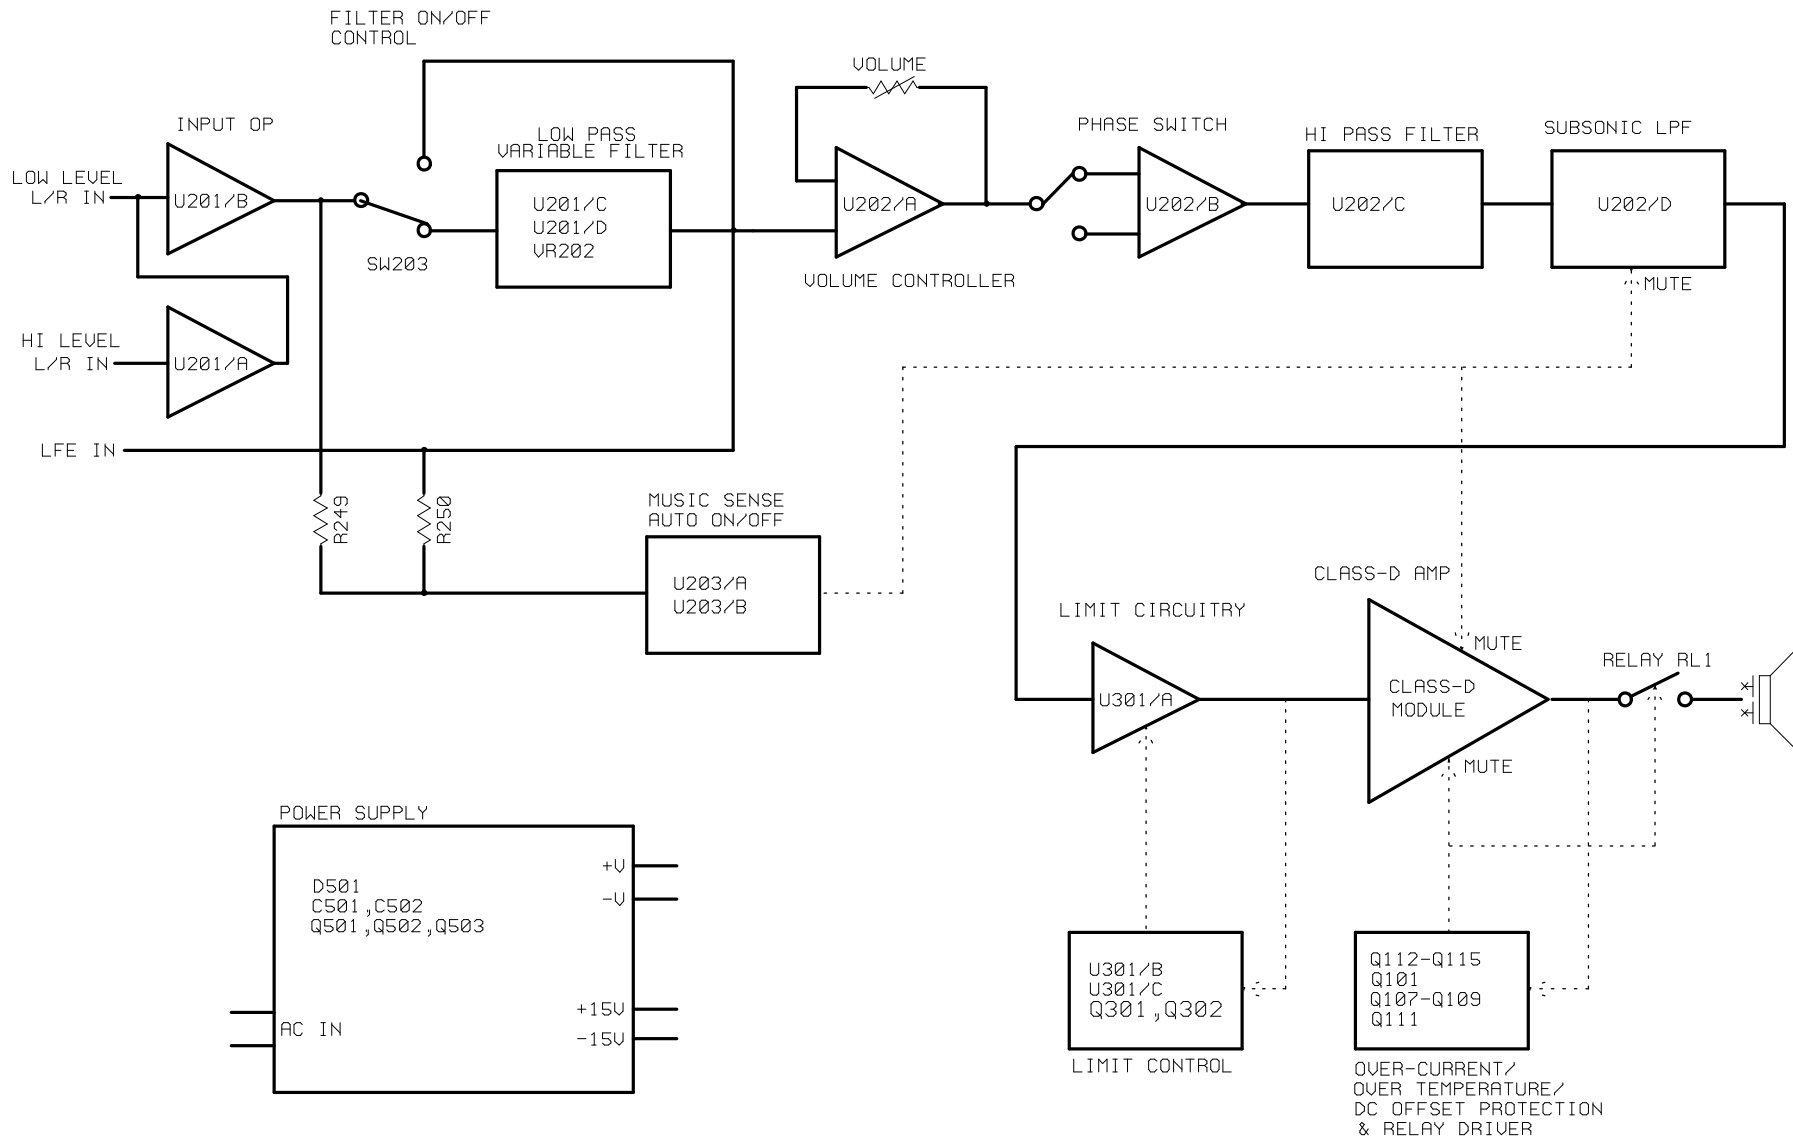 FILTER ON/OFF
CONTROL
VOLUME
INPUT OP
LOW PASS
VARIABLE FILTER
PHASE SWITCH
HI PASS FILTER
SUBSONIC LPF
LOW LEVEL
L/R IN
U201/B
U201/C
U201/D
VR202
U202/A
U202/B
U202/C
U202/D
SW203
VOLUME CONTROLLER
MUTE
HI LEVEL
L/R IN
U201/A
LFE IN
R249
R250
MUSIC SENSE
AUTO ON/OFF
U203/A
U203/B
CLASS-D AMP
LIMIT CIRCUITRY
MUTE
RELAY RL1
U301/A
CLASS-D
MODULE
MUTE
POWER SUPPLY
+V
-V
D501
C501,C502
Q501,Q502,Q503
+15V
-15V
AC IN
U301/B
U301/C
Q301,Q302
LIMIT CONTROL
Q112-Q115
Q101
Q107-Q109
Q111
OVER-CURRENT/
OVER TEMPERATURE/
DC OFFSET PROTECTION
& RELAY DRIVER